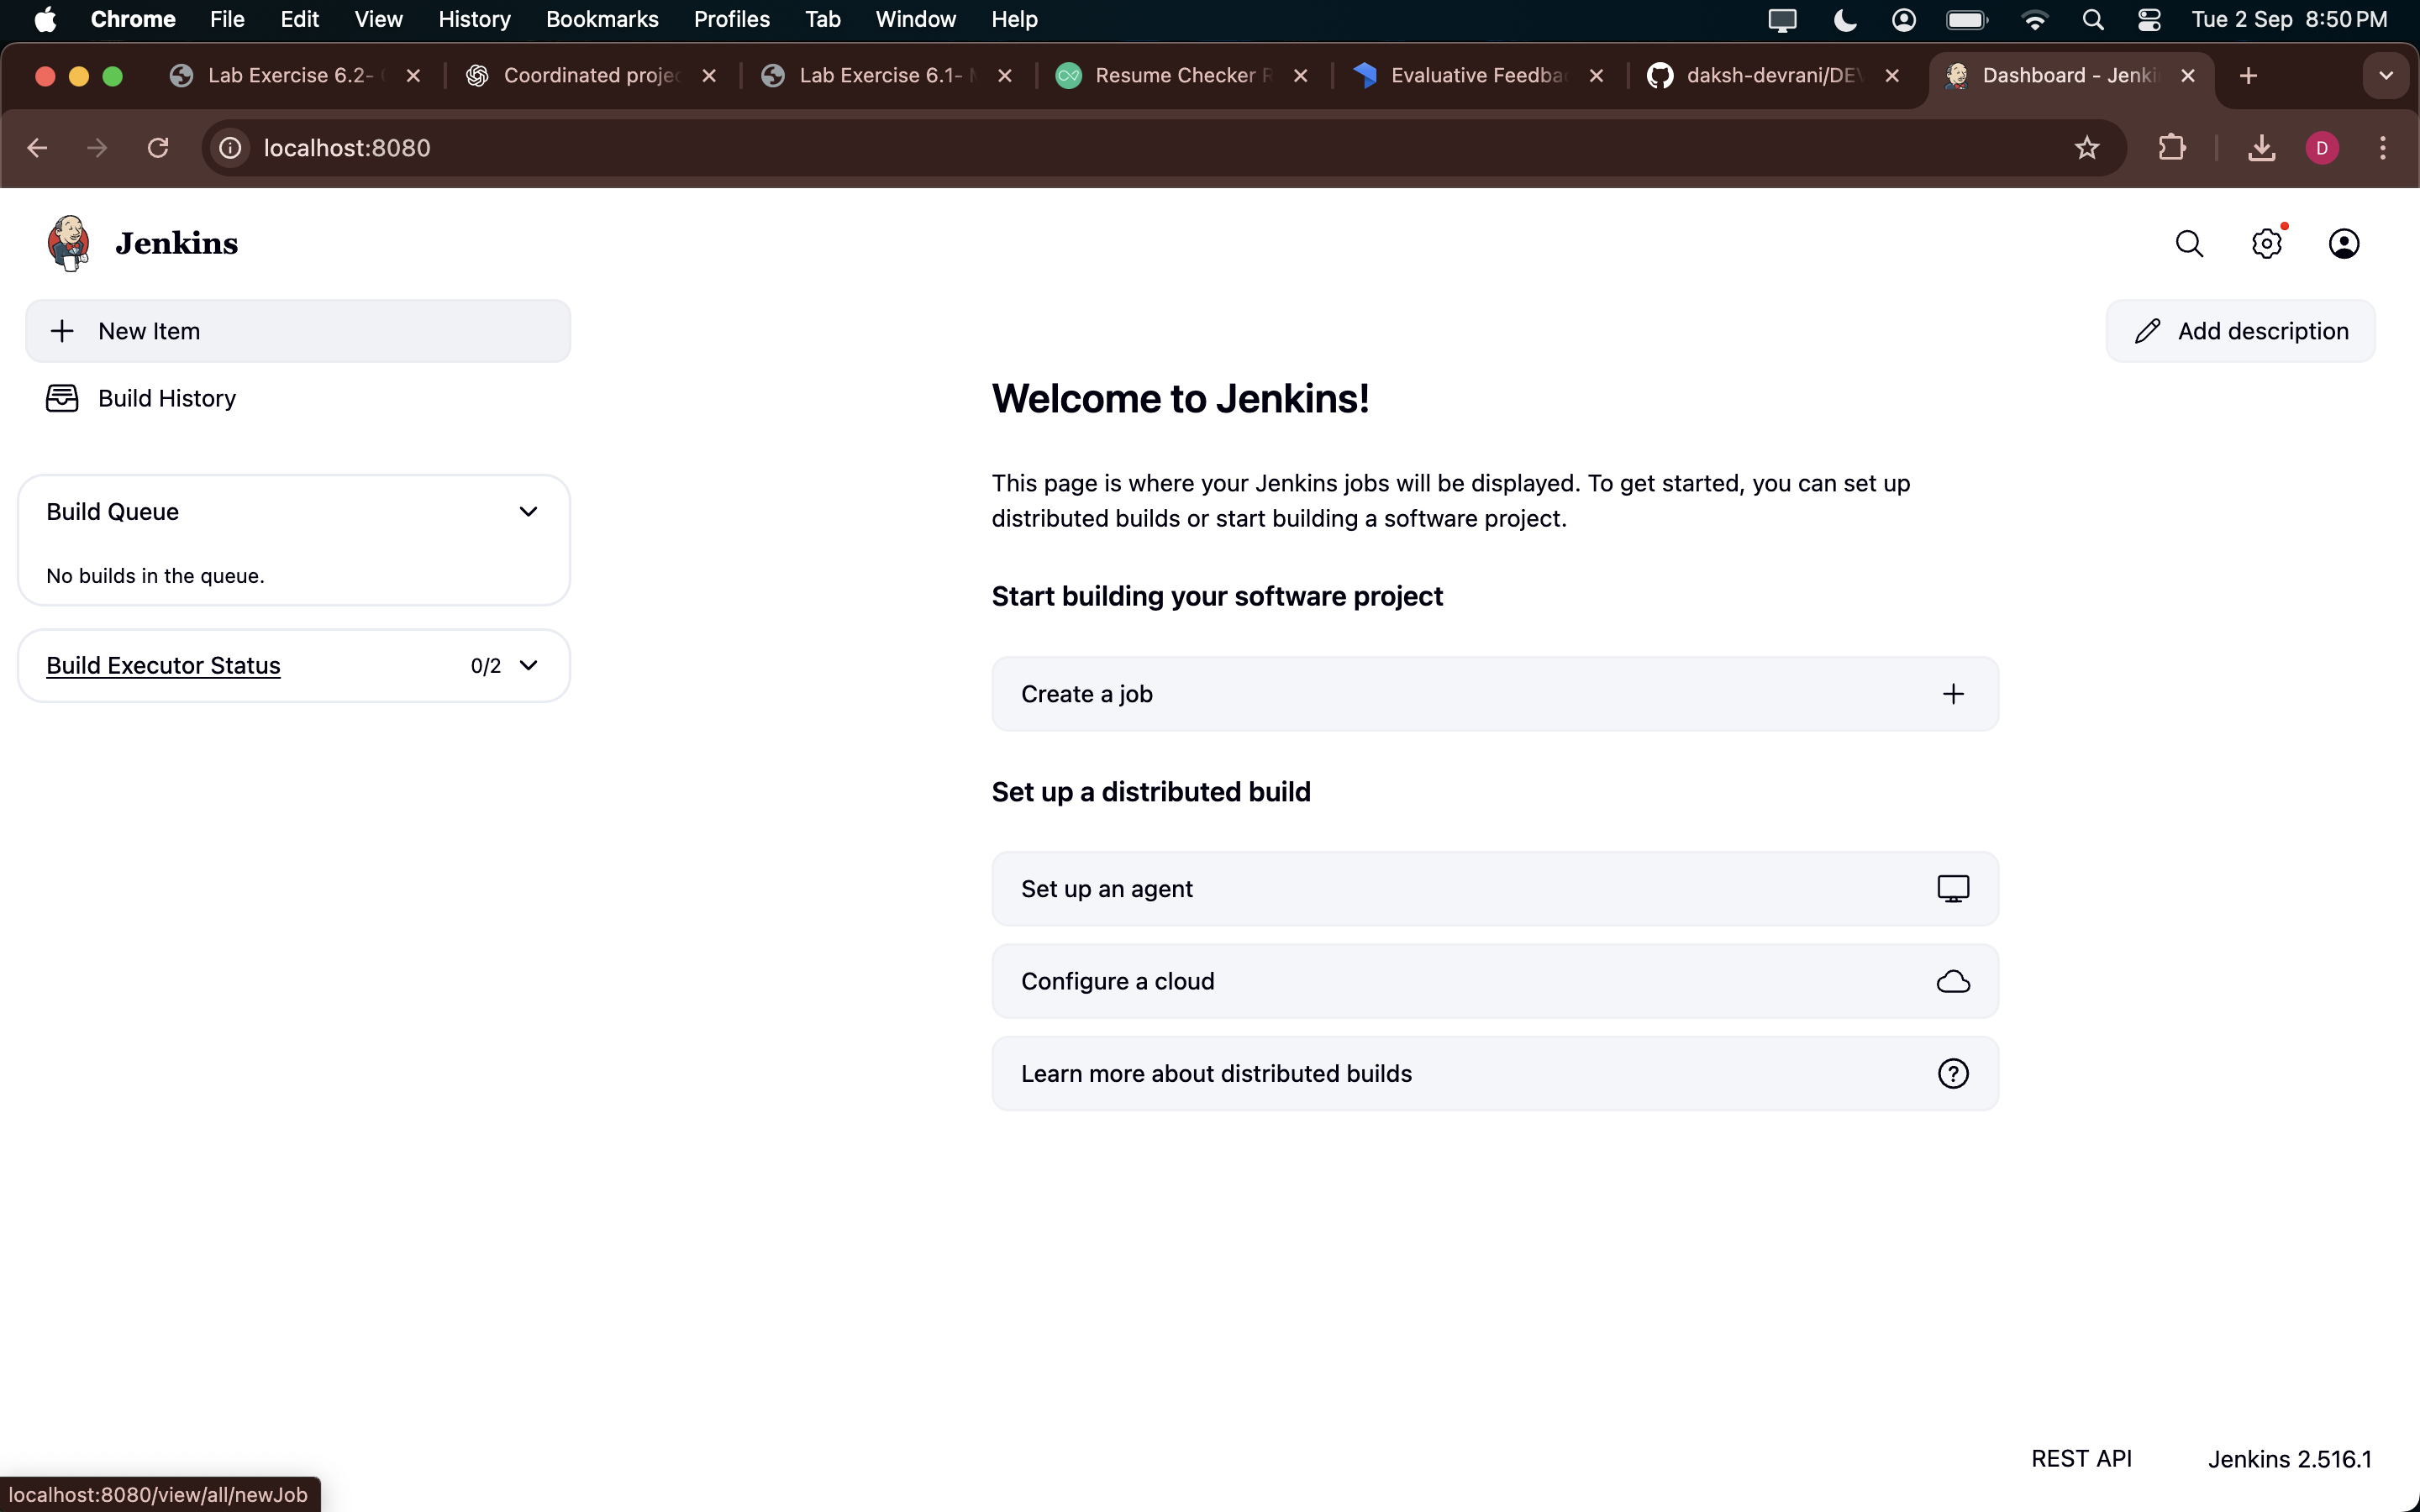 Chrome File Edit View History Bookmarks Profiles Tab Window Help Tue 2 Sep 8:50 PM
Lab Exercise 6.2- Coordinated projec Lab Exercise 6.1- Resume Checker Evaluative Feedba daksh-devrani/DEV Dashboard - Jenki
localhost:8080 D
Jenkins
New Item
Add description
Build History
Build Queue
No builds in the queue.
Build Executor Status 0/2
Welcome to Jenkins!
This page is where your Jenkins jobs will be displayed. To get started, you can set up
distributed builds or start building a software project.
Start building your software project
Create a job
Set up a distributed build
Set up an agent
Configure a cloud
Learn more about distributed builds
REST API Jenkins 2.516.1
localhost:8080/view/all/newJob